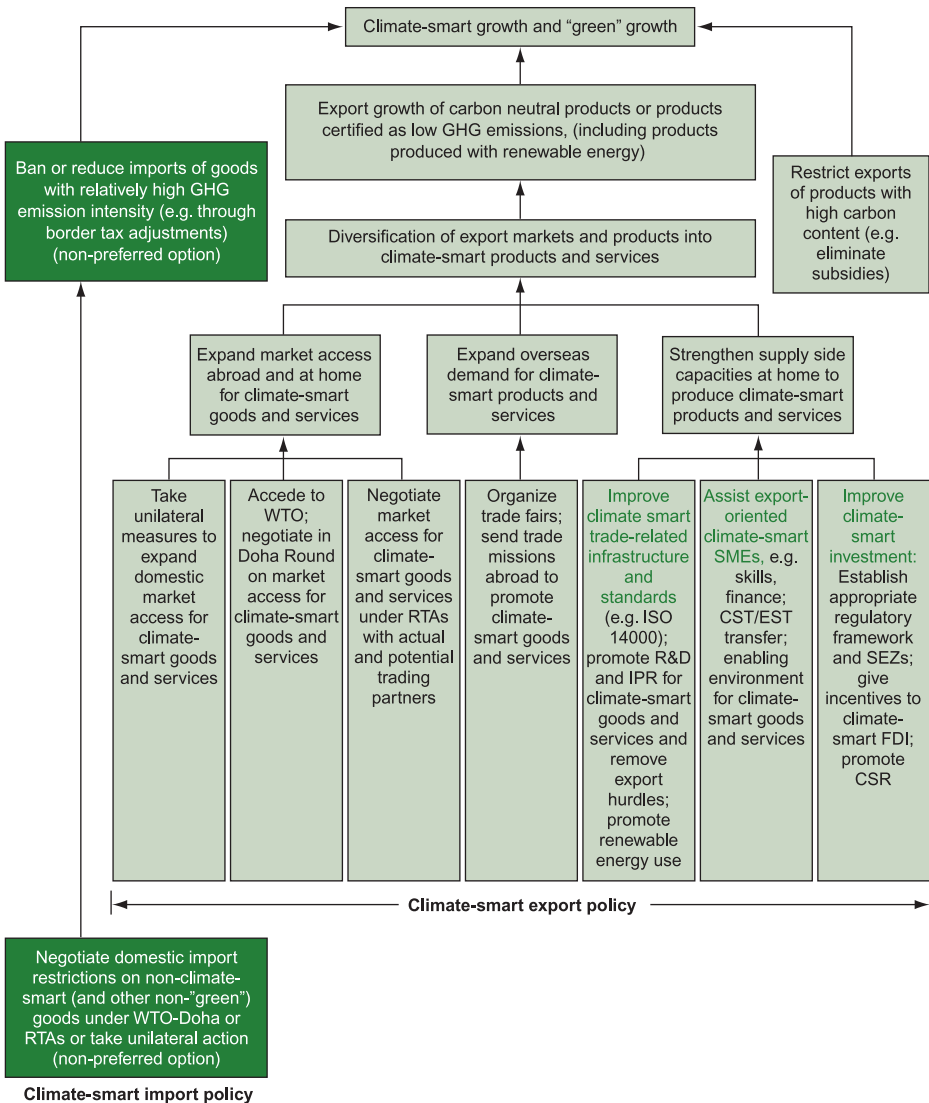 Climate-smart growth and “green” growth
Export growth of carbon neutral products or products
certified as low GHG emissions, (including products
produced with renewable energy)
Ban or reduce imports of goods
with relatively high GHG
emission intensity (e.g. through
border tax adjustments)
(non-preferred option)
Restrict exports
of products with
high carbon
content (e.g.
eliminate
subsidies)
Diversification of export markets and products into
climate-smart products and services
Expand market access
abroad and at home
for climate-smart
goods and services
Expand overseas
demand for climate-
smart products and
services
Strengthen supply side
capacities at home to
produce climate-smart
products and services
Take
unilateral
measures to
expand
domestic
market
access for
climate-
smart goods
and services
Accede to
WTO;
negotiate in
Doha Round
on market
access for
climate-smart
goods and
services
Negotiate
market
access for
climate-
smart goods
and services
under RTAs
with actual
and potential
trading
partners
Organize
trade fairs;
send trade
missions
abroad to
promote
climate-
smart goods
and services
Improve
climate smart
trade-related
infrastructure
and
standards
(e.g. ISO
14000);
promote R&D
and IPR for
climate-smart
goods and
services and
remove
export
hurdles;
promote
renewable
energy use
Assist export-
oriented
climate-smart
SMEs, e.g.
skills,
finance;
CST/EST
transfer;
enabling
environment
for climate-
smart goods
and services
Improve
climate-
smart
investment:
Establish
appropriate
regulatory
framework
and SEZs;
give
incentives to
climate-
smart FDI;
promote
CSR
Climate-smart export policy
Negotiate domestic import
restrictions on non-climate-
smart (and other non-”green”)
goods under WTO-Doha or
RTAs or take unilateral action
(non-preferred option)
Climate-smart import policy